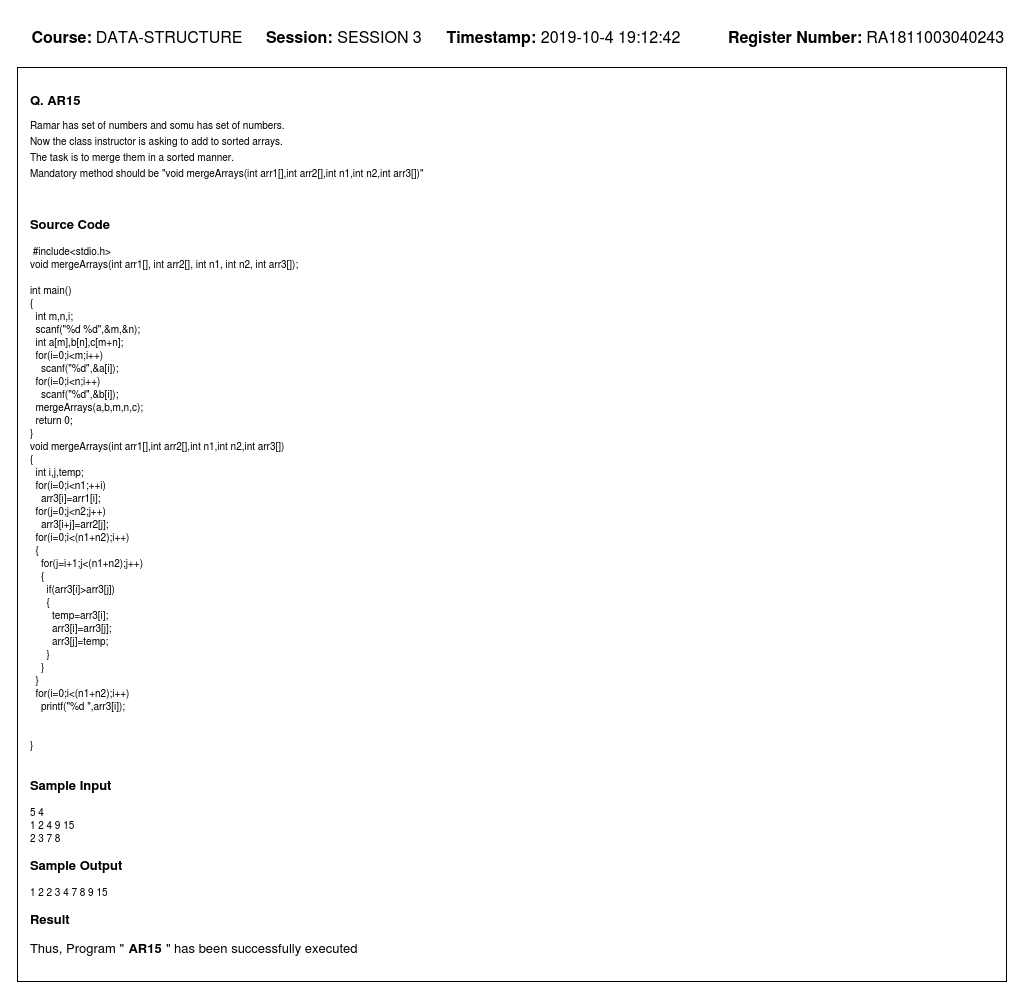 Course: DATA-STRUCTURE Session: SESSION 3 Timestamp: 2019-10-4 19:12:42 Register Number: RA1811003040243
Q. AR15
Ramar has set of numbers and somu has set of numbers.
Now the class instructor is asking to add to sorted arrays.
The task is to merge them in a sorted manner.
Mandatory method should be "void mergeArrays(int arr1[],int arr2[],int n1,int n2,int arr3[])"
Source Code
#include<stdio.h>
void mergeArrays(int arr1[], int arr2[], int n1, int n2, int arr3[]);
int main()
{
int m,n,i;
scanf("%d %d",&m,&n);
int a[m],b[n],c[m+n];
for(i=0;i<m;i++)
scanf("%d",&a[i]);
for(i=0;i<n;i++)
scanf("%d",&b[i]);
mergeArrays(a,b,m,n,c);
return 0;
}
void mergeArrays(int arr1[],int arr2[],int n1,int n2,int arr3[])
{
int i,j,temp;
for(i=0;i<n1;++i)
arr3[i]=arr1[i];
for(j=0;j<n2;j++)
arr3[i+j]=arr2[j];
for(i=0;i<(n1+n2);i++)
{
for(j=i+1;j<(n1+n2);j++)
{
if(arr3[i]>arr3[j])
{
temp=arr3[i];
arr3[i]=arr3[j];
arr3[j]=temp;
}
}
}
for(i=0;i<(n1+n2);i++)
printf("%d ",arr3[i]);
}
Sample Input
5 4
1 2 4 9 15
2 3 7 8
Sample Output
1 2 2 3 4 7 8 9 15
Result
Thus, Program " AR15 " has been successfully executed